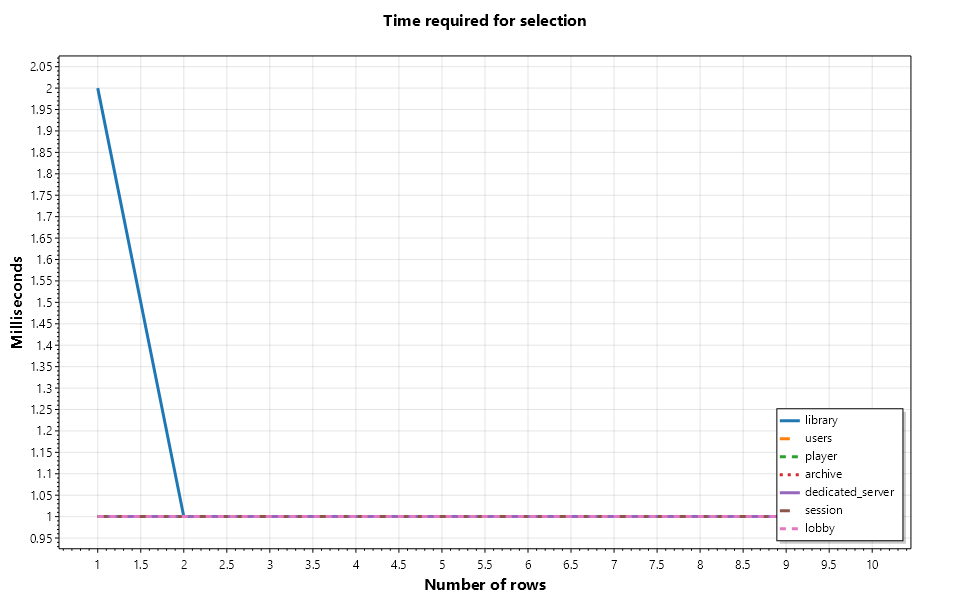 Time required for selection
2.05
2
1.95
1.9
1.85
1.8
1.75
1.7
1.65
1.6
1.55
1.5
1.45
1.4
1.35
1.3
1.25
1.2
1.15
1.1
1.05
1
0.95
Milliseconds
library
users
player
archive
dedicated_server
session
lobby
1 1.5 2 2.5 3 3.5 4 4.5 5 5.5 6 6.5 7 7.5 8 8.5 9 9.5 10
Number of rows